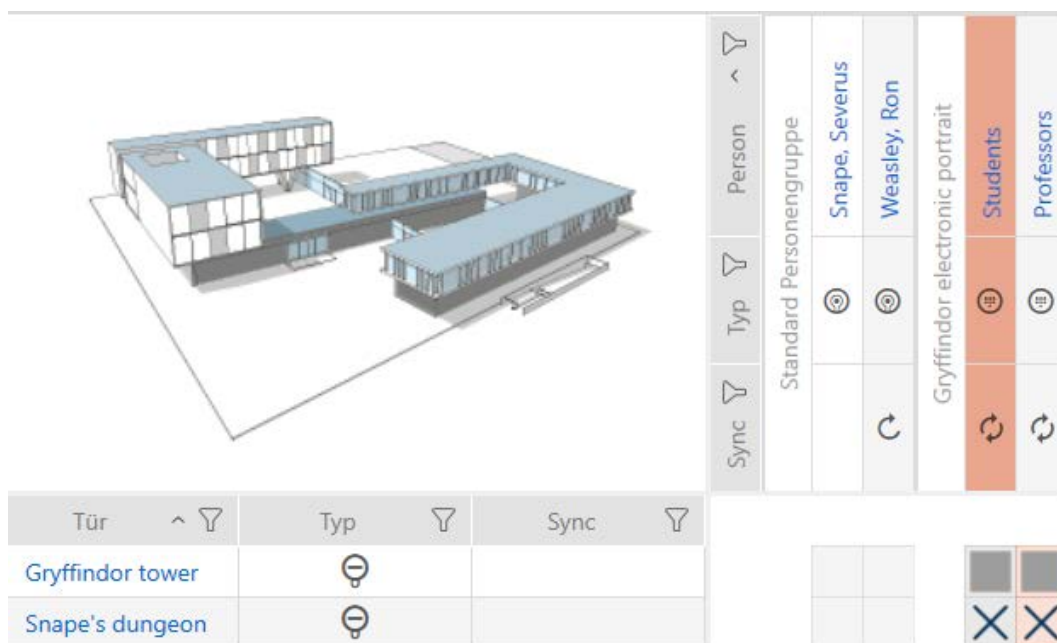 Person
Typ
Sync
Standard Personengruppe
Snape, Severus
Weasley, Ron
Gryffindor electronic portrait
Students
Professors
Tür
Typ
Sync
Gryffindor tower
Snape's dungeon